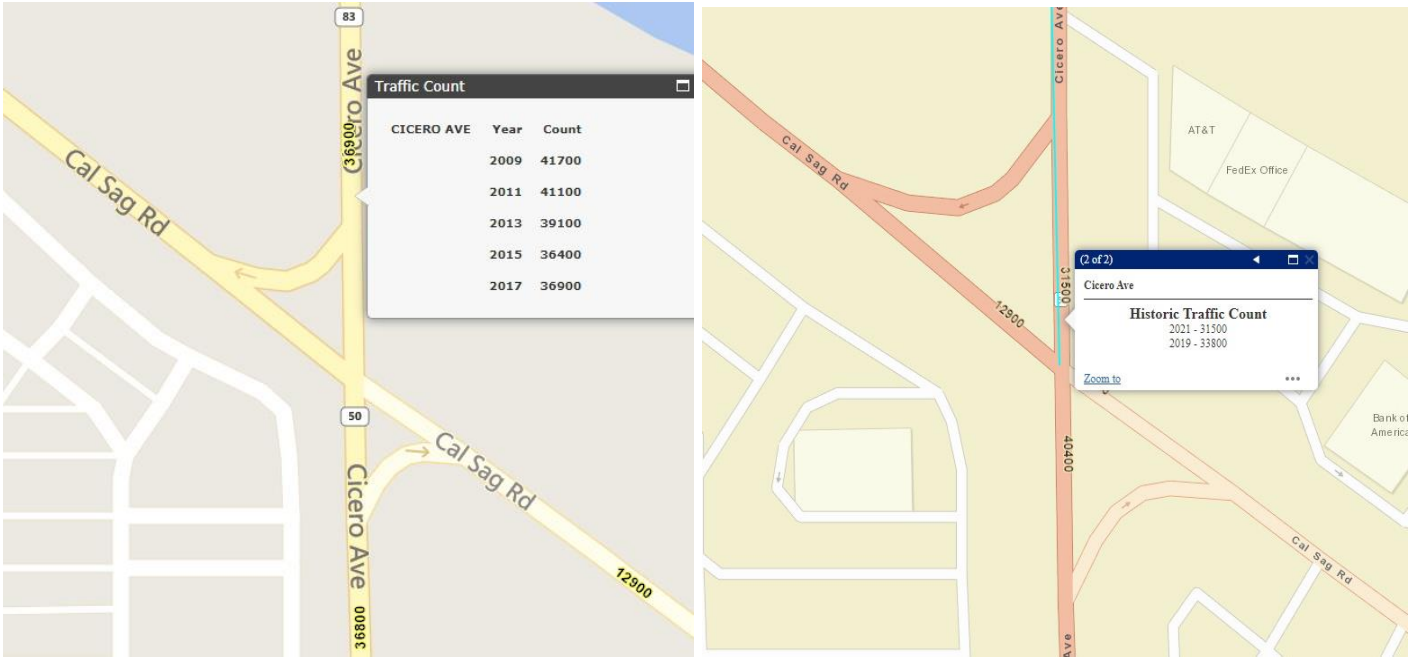 83
Cicero Ave
36900
Traffic Count
CICERO AVE Year Count
2009 41700
2011 41100
2013 39100
2015 36400
2017 36900
Cal Sag Rd
50
Cal Sag Rd
Cicero Ave
12900
36800
Cicero Ave
Cal Sag Rd
AT&T
FedEx Office
(2 of 2)
Cicero Ave
Historic Traffic Count
2021 - 31500
2019 - 33800
Zoom to
31500
12900
40400
Bank of
America
Cal Sag Rd
Ave